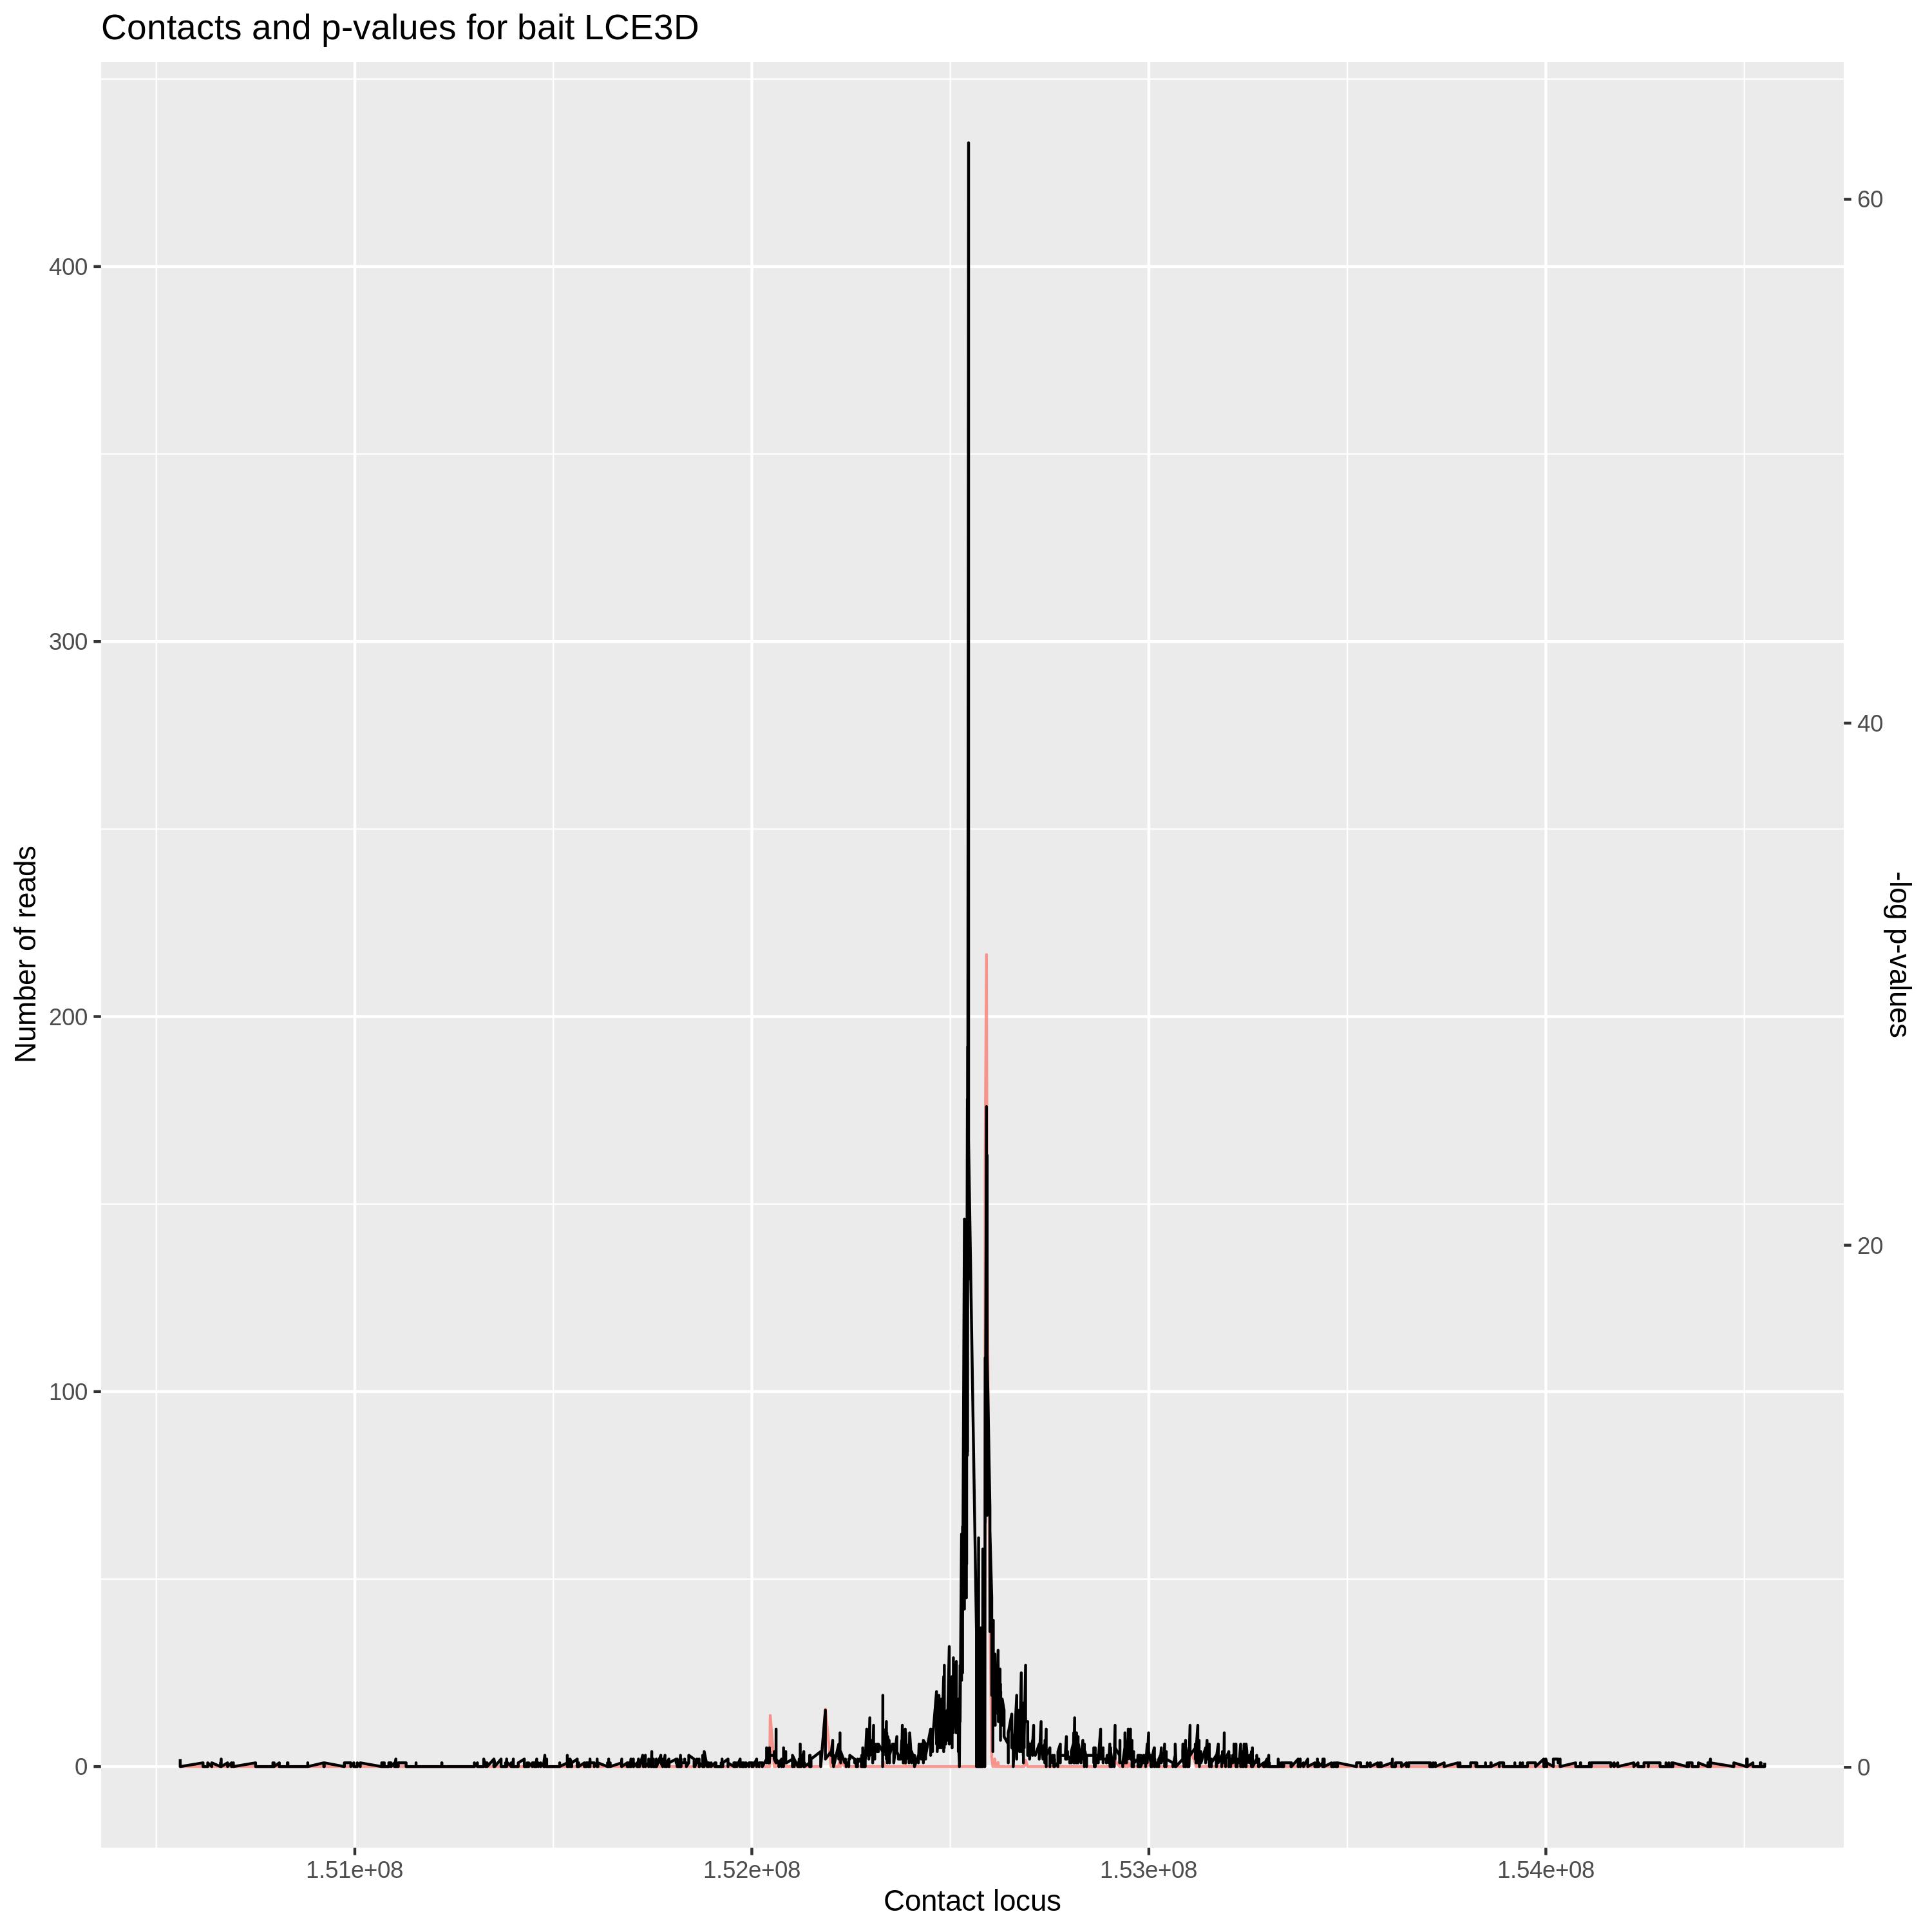 Contacts and p-values for bait LCE3D
Number of reads
400
300
200
100
0
60
40
20
0
-log p-values
1.51e+08 1.52e+08 1.53e+08 1.54e+08
Contact locus